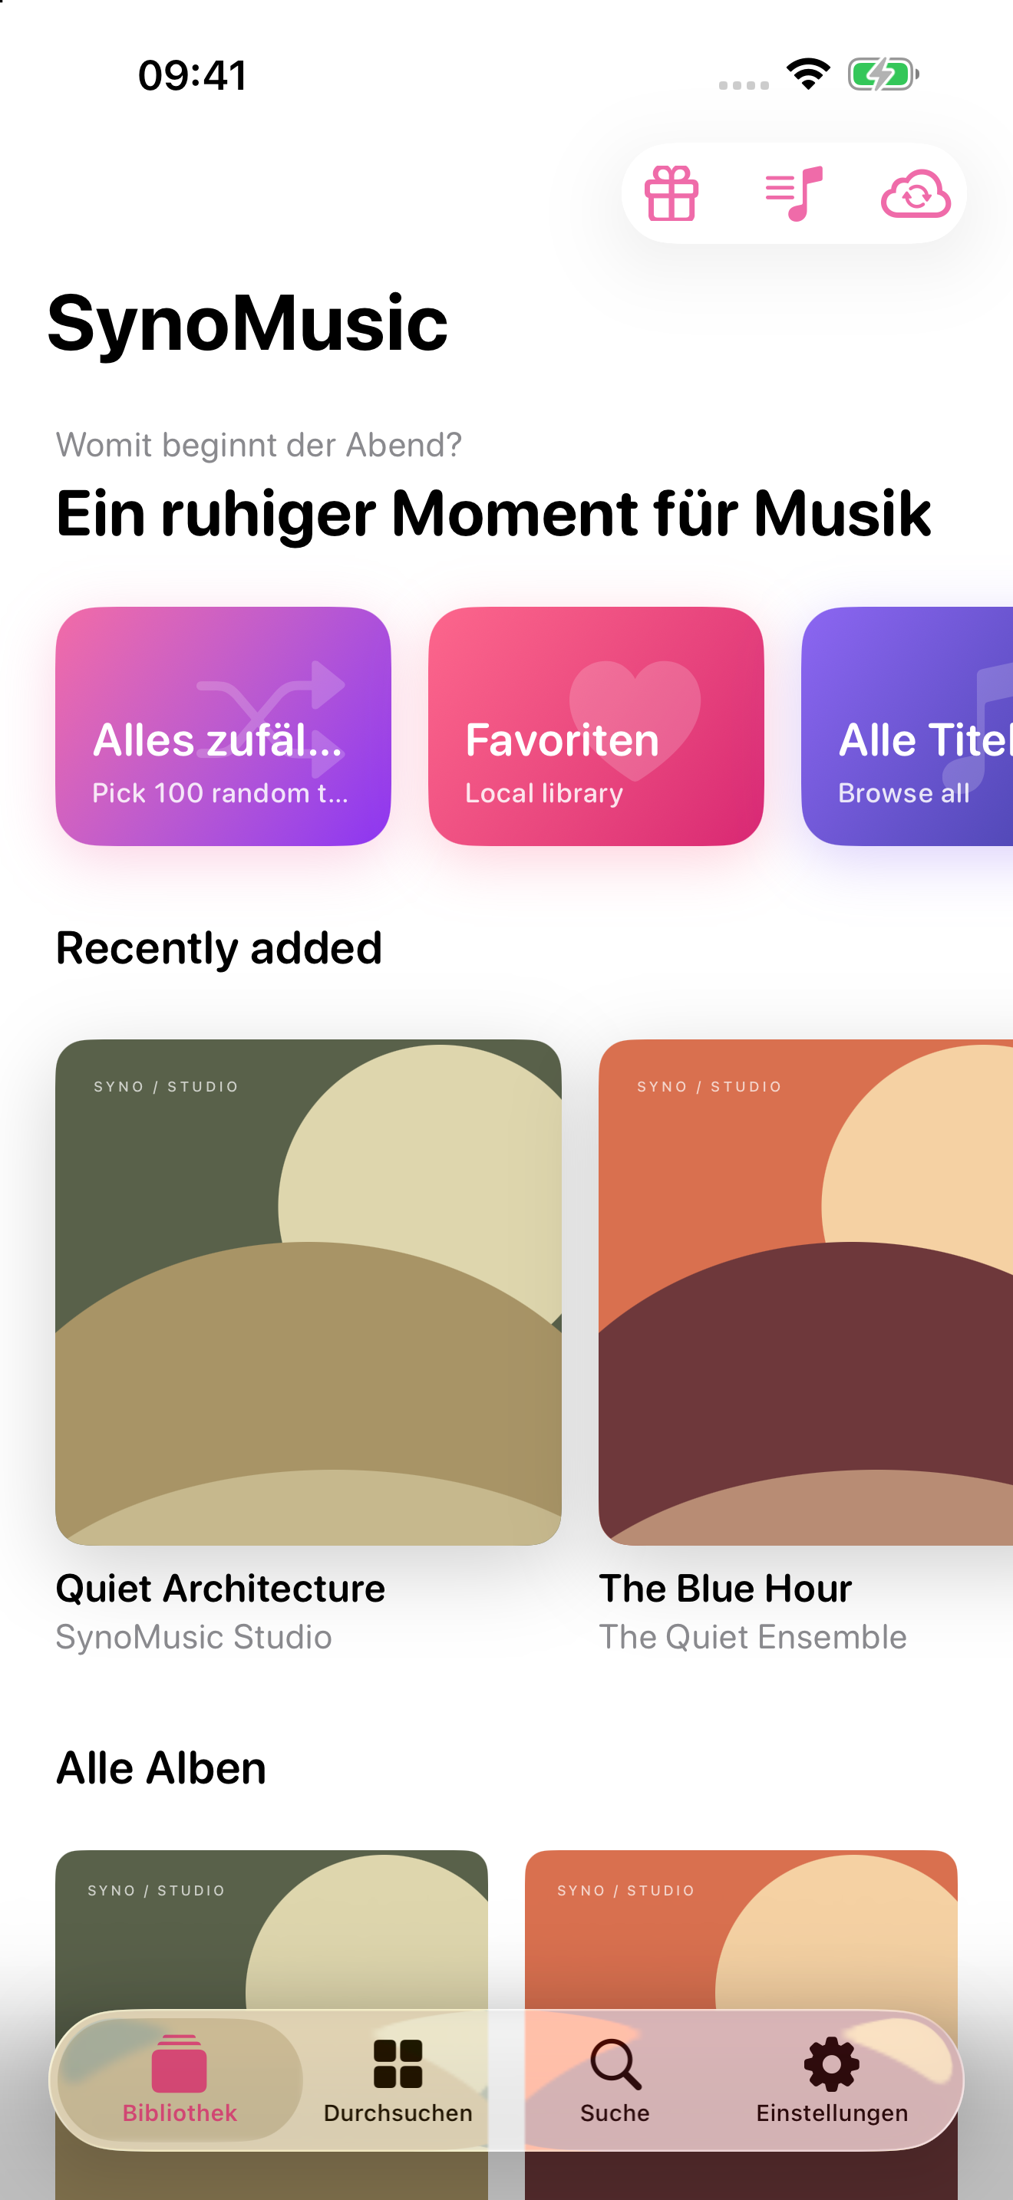 09:41
SynoMusic
Womit beginnt der Abend?
Ein ruhiger Moment für Musik
Alles zufäl...
Pick 100 random t...
Favoriten
Local library
Alle Titel
Browse all
Recently added
SYNO / STUDIO
SYNO / STUDIO
Quiet Architecture
SynoMusic Studio
The Blue Hour
The Quiet Ensemble
Alle Alben
SYNO / STUDIO
SYNO / STUDIO
Bibliothek
Durchsuchen
Suche
Einstellungen